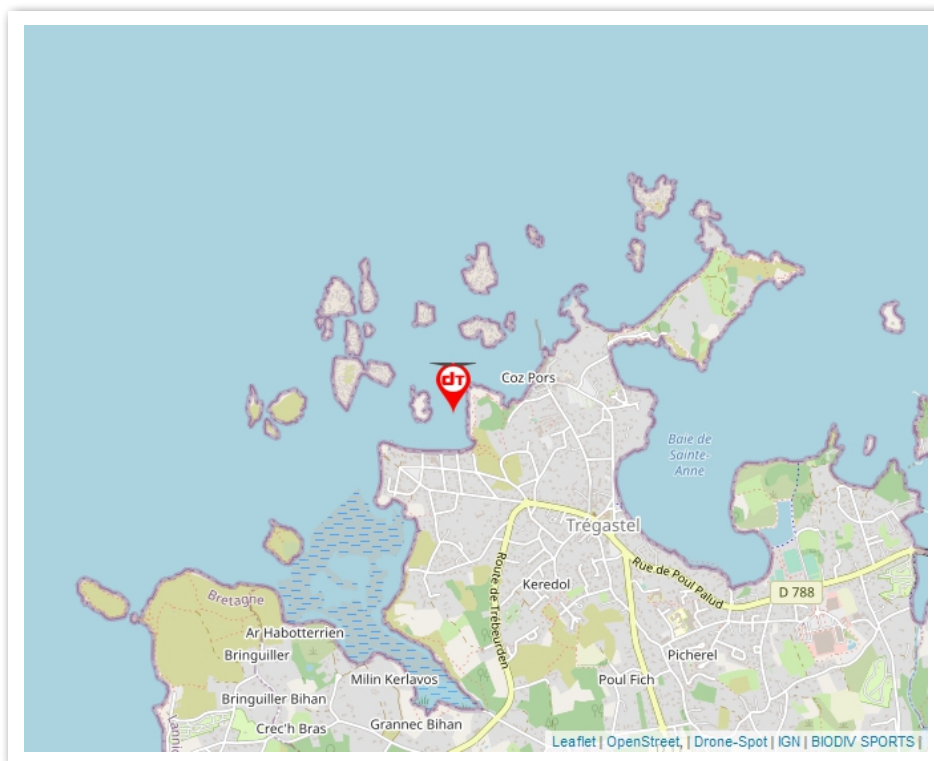 dT
Coz Pors
Baie de
Sainte-
Anne
Trégastel
Route de Trébeurden
Rue de Poul Palud
Keredol
D 788
Bretagne
Ar Habotterrien
Bringuiller
Picherel
Milin Kerlavos
Poul Fich
Bringuiller Bihan
Crec'h Bras
Grannec Bihan
Lannio
Leaflet | OpenStreet, | Drone-Spot | IGN | BIODIV SPORTS |